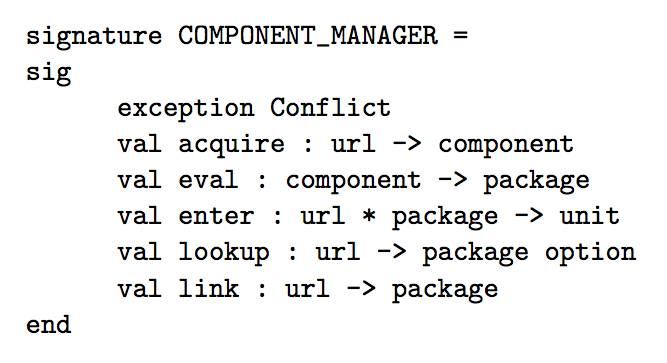 signature COMPONENT_MANAGER =
sig
exception Conflict
val acquire : url -> component
val eval : component -> package
val enter : url * package -> unit
val lookup : url -> package option
val link : url -> package
end